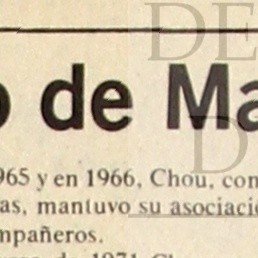 o de Ma
965 y en 1966, Chou, con
as, mantuvo su asociaci
mpañeros.